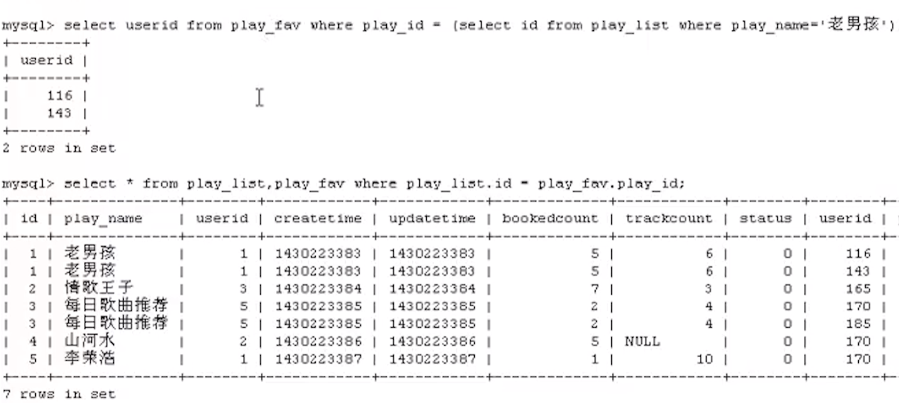 mysql> select userid from play_fav where play_id = (select id from play_list where play_name='老男孩')
+--------+
| userid |
+--------+
|    116 |
|    143 |
+--------+
2 rows in set
mysql> select * from play_list,play_fav where play_list.id = play_fav.play_id;
| id | play_name | userid | createtime | updatetime | bookedcount | trackcount | status | userid |
| 1 | 老男孩 | 1 | 1430223383 | 1430223383 | 5 | 6 | 0 | 116 |
| 1 | 老男孩 | 1 | 1430223383 | 1430223383 | 5 | 6 | 0 | 143 |
| 2 | 情歌王子 | 3 | 1430223384 | 1430223384 | 7 | 3 | 0 | 165 |
| 3 | 每日歌曲推荐 | 5 | 1430223385 | 1430223385 | 2 | 4 | 0 | 170 |
| 3 | 每日歌曲推荐 | 5 | 1430223385 | 1430223385 | 2 | 4 | 0 | 185 |
| 4 | 山河水 | 2 | 1430223386 | 1430223386 | 5 | NULL | 0 | 170 |
| 5 | 李荣浩 | 1 | 1430223387 | 1430223387 | 1 | 10 | 0 | 170 |
7 rows in set